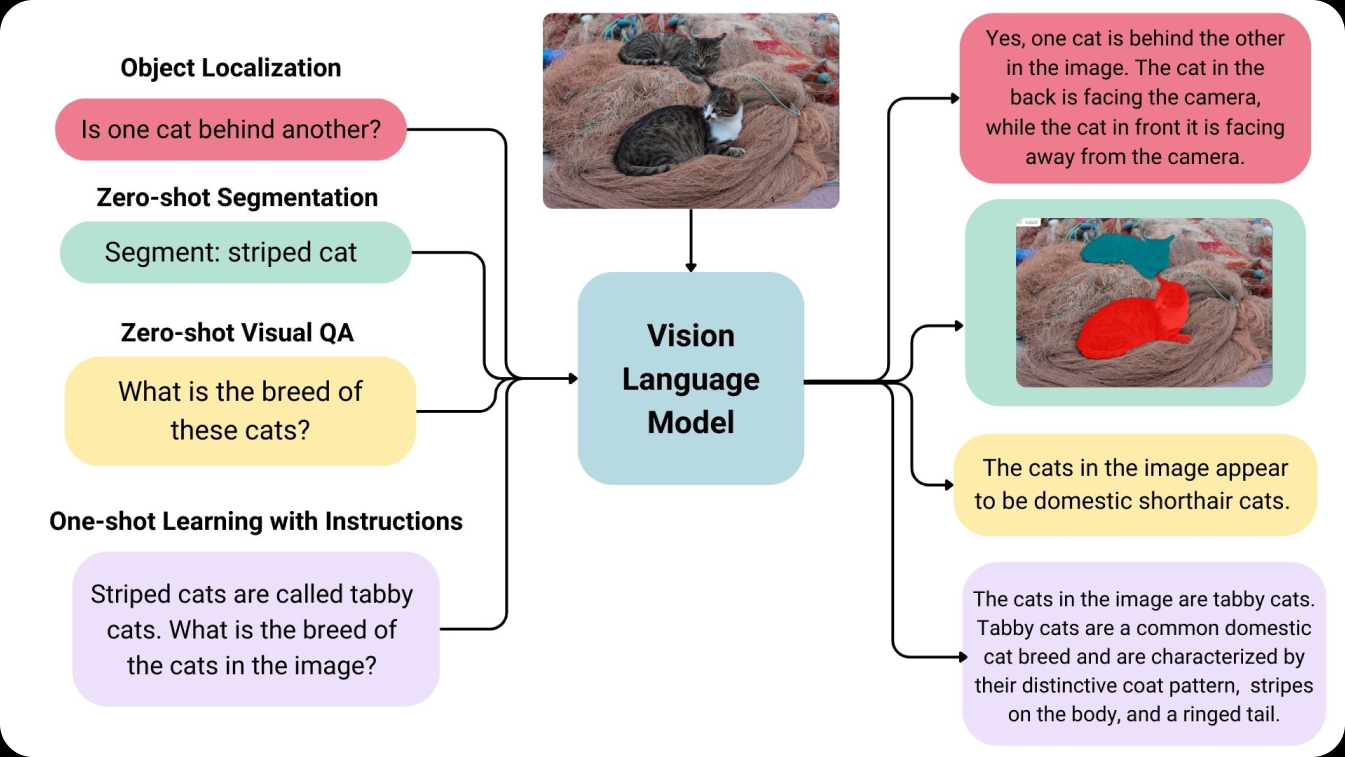 Object Localization
Is one cat behind another?
Zero-shot Segmentation
Segment: striped cat
Zero-shot Visual QA
What is the breed of
these cats?
One-shot Learning with Instructions
Striped cats are called tabby
cats. What is the breed of
the cats in the image?
Vision
Language
Model
Yes, one cat is behind the other
in the image. The cat in the
back is facing the camera,
while the cat in front it is facing
away from the camera.
The cats in the image appear
to be domestic shorthair cats.
The cats in the image are tabby cats.
Tabby cats are a common domestic
cat breed and are characterized by
their distinctive coat pattern,  stripes
on the body, and a ringed tail.